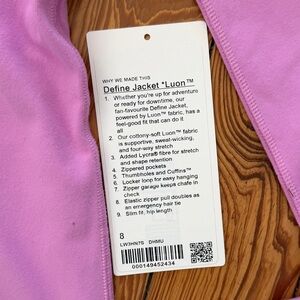 WHY WE MADE THIS
Define Jacket *Luon™
1. Whether you're up for adventure
or ready for downtime, our
fan-favourite Define Jacket,
powered by Luon™ fabric, has a
feel-good fit that can do it
all
2. Our cottony-soft Luon™ fabric
is supportive, sweat-wicking,
and four-way stretch
3. Added Lycra® fibre for stretch
and shape retention
4. Zippered pockets
5. Thumbholes and Cuffins™
6. Locker loop for easy hanging
7. Zipper garage keeps chafe in
check
8. Elastic zipper pull doubles as
an emergency hair tie
9. Slim fit, hip length
8
LW3HN7S DHMU
000149452434